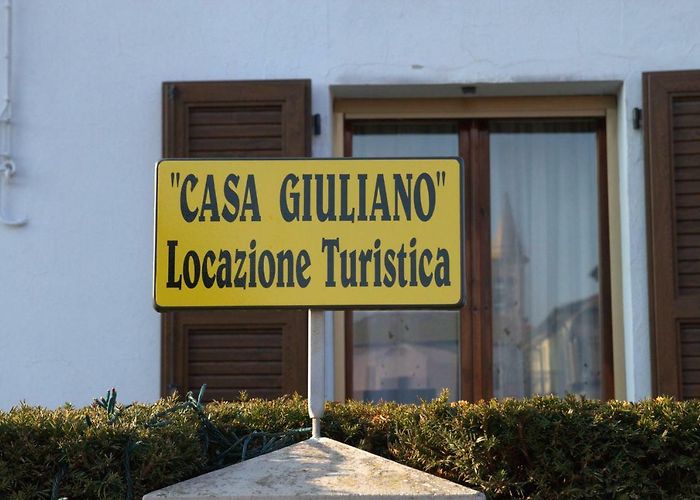 "CASA GIULIANO"
Locazione Turistica